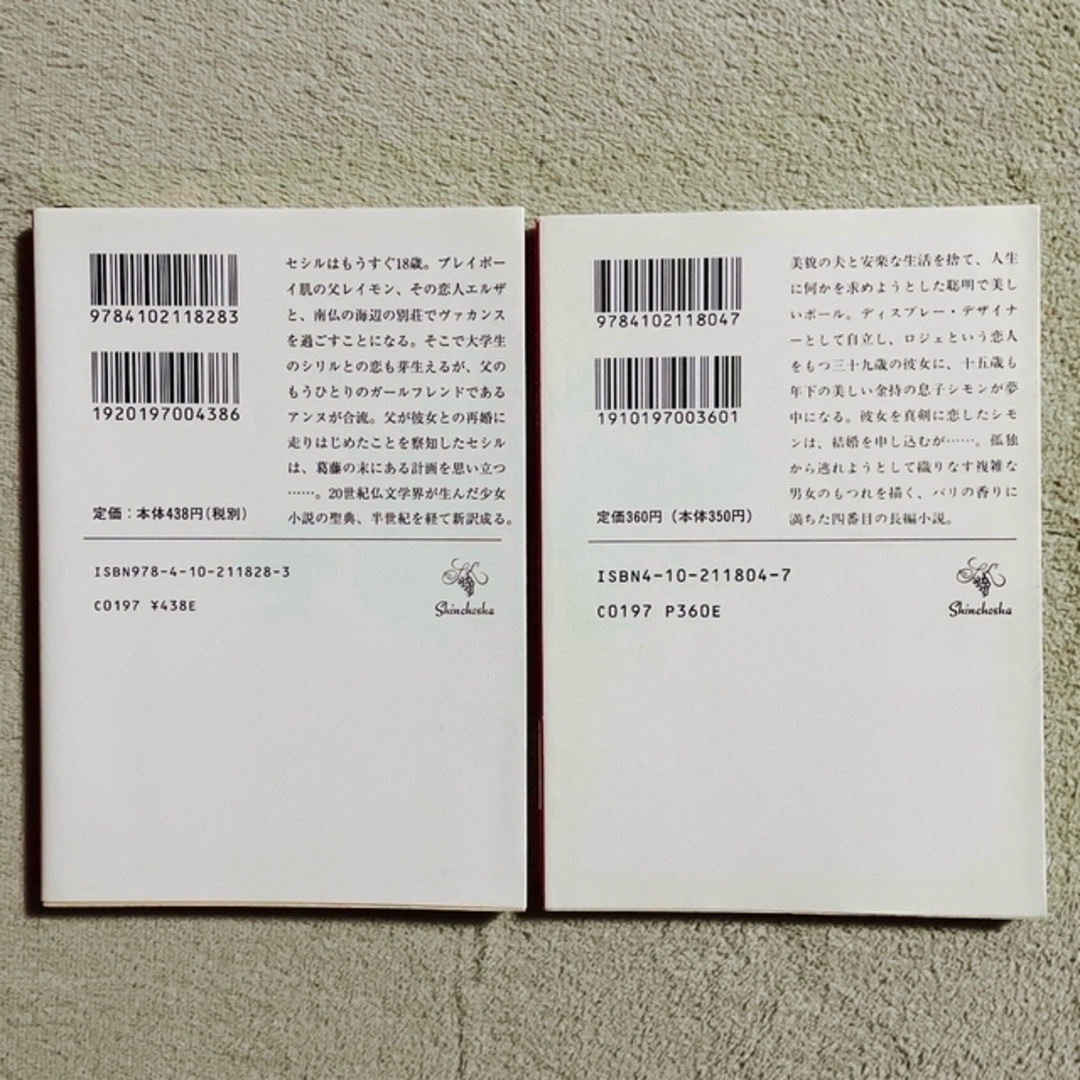 9784102118283
1920197004386
定価：本体438円(税別)
セシルはもうすぐ18歳。プレイボー
イ肌の父レイモン、その恋人エルザ
と、南仏の海辺の別荘でヴァカンス
を過ごすことになる。そこで大学生
のシリルとの恋も芽生えるが、父の
もうひとりのガールフレンドである
アンヌが合流。父が彼女との再婚に
走りはじめたことを察知したセシル
は、葛藤の末にある計画を思い立つ
……。20世紀仏文学界が生んだ少女
小説の聖典、半世紀を経て新訳成る。
ISBN978-4-10-211828-3
C0197 ¥438E
Shinchosha
9784102118047
1910197003601
定価360円（本体350円）
美貌の夫と安楽な生活を捨て、人生
に何かを求めようとした聡明で美し
いポール。ディスプレー・デザイナ
ーとして自立し、ロジェという恋人
をもつ三十九歳の彼女に、十五歳も
年下の美しい金持の息子シモンが夢
中になる。彼女を真剣に恋したシモ
ンは、結婚を申し込むが……。孤独
から逃れようとして織りなす複雑な
男女のもつれを描く、パリの香りに
満ちた四番目の長編小説。
ISBN4-10-211804-7
C0197 P360E
Shinchosha